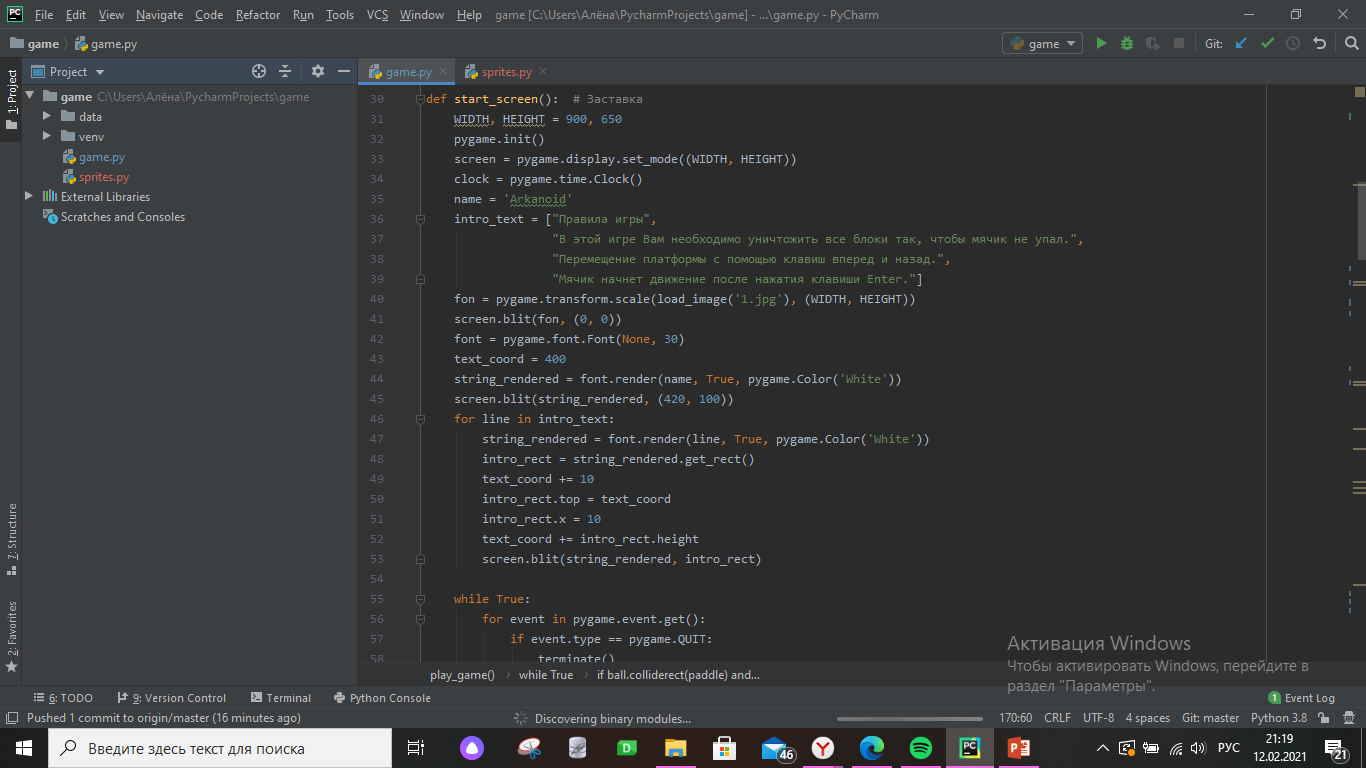 PC File Edit View Navigate Code Refactor Run Tools VCS Window Help game [C:\Users\Алёна\PycharmProjects\game] - ...\game.py - PyCharm
game game.py game Git:
Project game.py sprites.py
1: Project
game C:\Users\Алёна\PycharmProjects\game
data
venv
game.py
sprites.py
External Libraries
Scratches and Consoles
7: Structure
2: Favorites
30 def start_screen(): # Заставка
31 WIDTH, HEIGHT = 900, 650
32 pygame.init()
33 screen = pygame.display.set_mode((WIDTH, HEIGHT))
34 clock = pygame.time.Clock()
35 name = 'Arkanoid'
36 intro_text = ["Правила игры",
37 "В этой игре Вам необходимо уничтожить все блоки так, чтобы мячик не упал.",
38 "Перемещение платформы с помощью клавиш вперед и назад.",
39 "Мячик начнет движение после нажатия клавиши Enter."]
40 fon = pygame.transform.scale(load_image('1.jpg'), (WIDTH, HEIGHT))
41 screen.blit(fon, (0, 0))
42 font = pygame.font.Font(None, 30)
43 text_coord = 400
44 string_rendered = font.render(name, True, pygame.Color('White'))
45 screen.blit(string_rendered, (420, 100))
46 for line in intro_text:
47 string_rendered = font.render(line, True, pygame.Color('White'))
48 intro_rect = string_rendered.get_rect()
49 text_coord += 10
50 intro_rect.top = text_coord
51 intro_rect.x = 10
52 text_coord += intro_rect.height
53 screen.blit(string_rendered, intro_rect)
54
55 while True:
56 for event in pygame.event.get():
57 if event.type == pygame.QUIT:
58 terminate()
Активация Windows
Чтобы активировать Windows, перейдите в
раздел "Параметры".
play_game() while True if ball.colliderect(paddle) and...
6: TODO 9: Version Control Terminal Python Console 1 Event Log
Pushed 1 commit to origin/master (16 minutes ago) Discovering binary modules... 170:60 CRLF UTF-8 4 spaces Git: master Python 3.8
Введите здесь текст для поиска D 46 PC РУС 21:19
12.02.2021 21